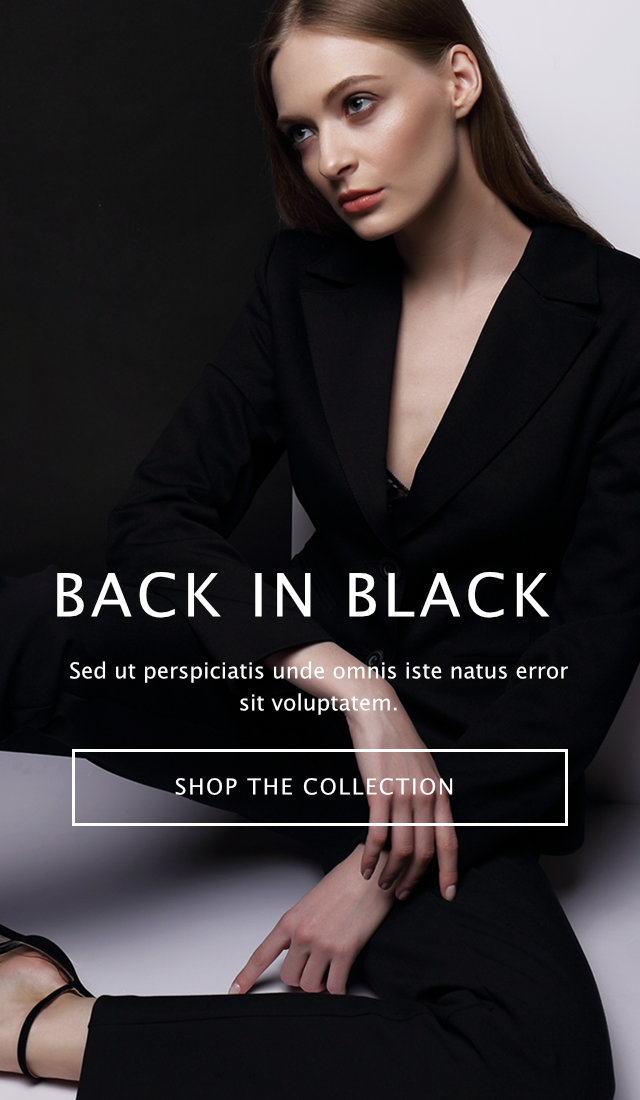 BACK IN BLACK
Sed ut perspiciatis unde omnis iste natus error
sit voluptatem.
SHOP THE COLLECTION